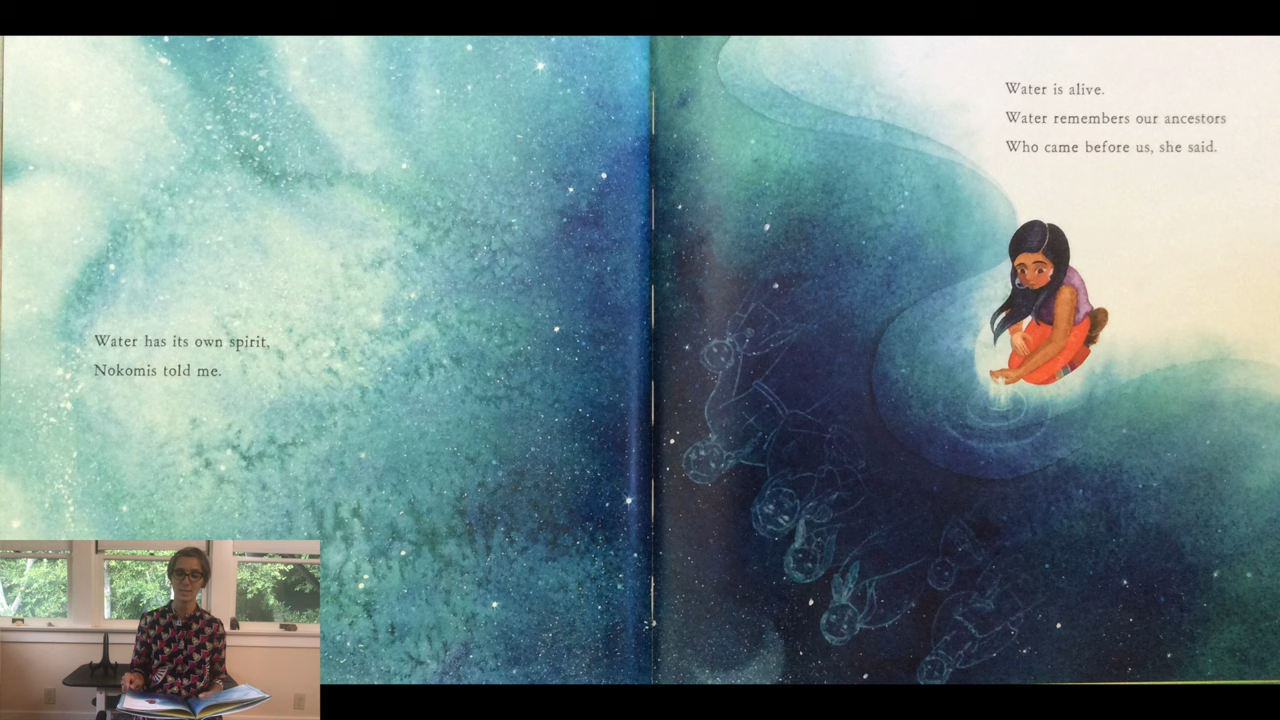 Water has its own spirit,
Nokomis told me.
Water is alive.
Water remembers our ancestors
Who came before us, she said.